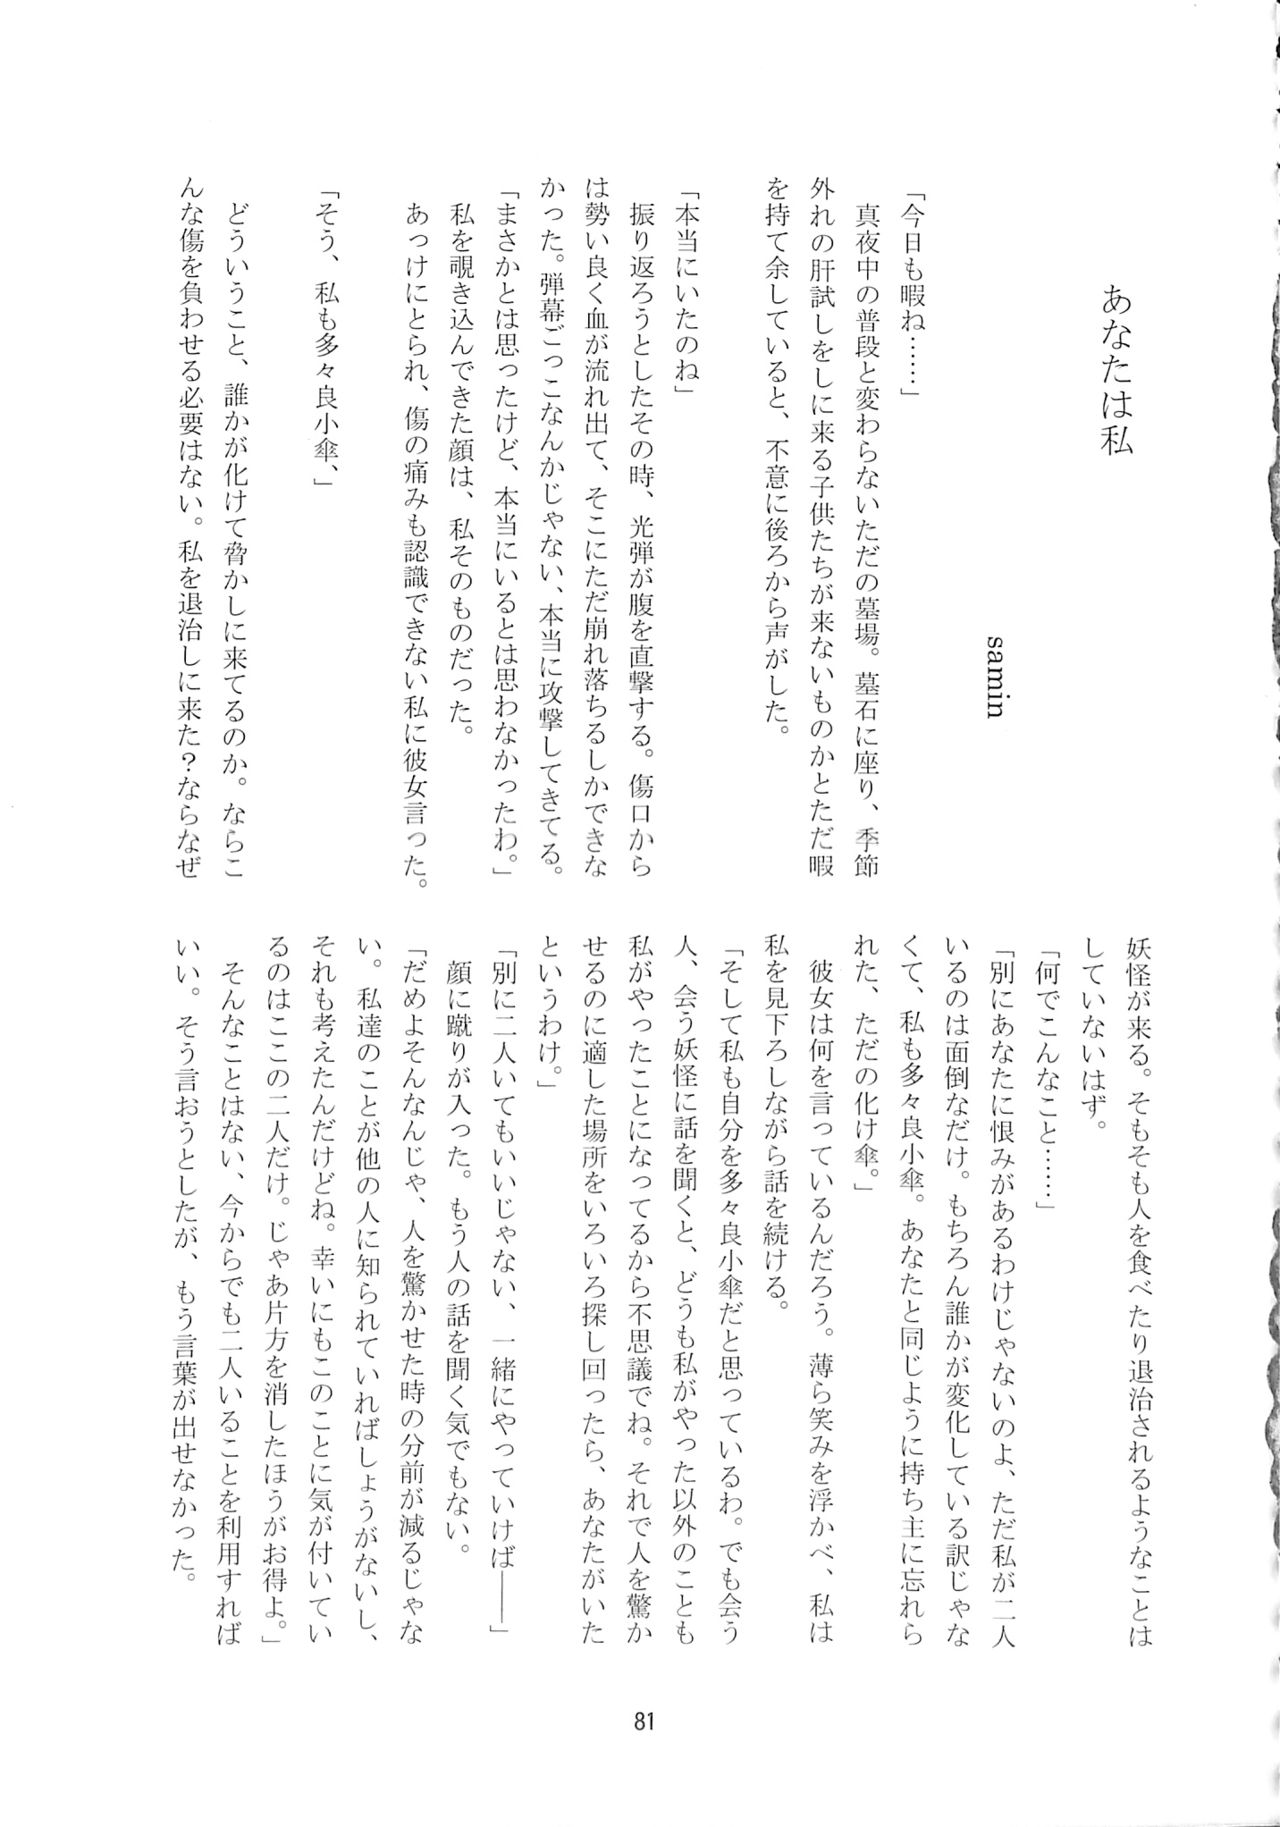 あなたは私
samin
「今日も暇ね……」
真夜中の普段と変わらないただの墓場。墓石に座り、季節
外れの肝試しをしに来る子供たちが来ないものかとただ暇
を持て余していると、不意に後ろから声がした。
「本当にいたのね」
振り返ろうとしたその時、光弾が腹を直撃する。傷口から
は勢い良く血が流れ出て、そこにただ崩れ落ちるしかできな
かった。弾幕ごっこなんかじゃない、本当に攻撃してきてる。
「まさかとは思ったけど、本当にいるとは思わなかったわ。」
私を覗き込んできた顔は、私そのものだった。
あっけにとられ、傷の痛みも認識できない私に彼女言った。
「そう、私も多々良小傘、」
どういうこと、誰かが化けて脅かしに来てるのか。ならこ
んな傷を負わせる必要はない。私を退治しに来た？ならなぜ
妖怪が来る。そもそも人を食べたり退治されるようなことは
していないはず。
「何でこんなこと……」
「別にあなたに恨みがあるわけじゃないのよ、ただ私が二人
いるのは面倒なだけ。もちろん誰かが変化している訳じゃな
くて、私も多々良小傘。あなたと同じように持ち主に忘れら
れた、ただの化け傘。」
彼女は何を言っているんだろう。薄ら笑みを浮かべ、私は
私を見下ろしながら話を続ける。
「そして私も自分を多々良小傘だと思っているわ。でも会う
人、会う妖怪に話を聞くと、どうも私がやった以外のことも
私がやったことになってるから不思議でね。それで人を驚か
せるのに適した場所をいろいろ探し回ったら、あなたがいた
というわけ。」
「別に二人いてもいいじゃない、一緒にやっていけば――」
顔に蹴りが入った。もう人の話を聞く気でもない。
「だめよそんなんじゃ、人を驚かせた時の分前が減るじゃな
い。私達のことが他の人に知られていればしょうがないし、
それも考えたんだけどね。幸いにもこのことに気が付いてい
るのはここの二人だけ。じゃあ片方を消したほうがお得よ。」
そんなことはない、今からでも二人いることを利用すれば
いい。そう言おうとしたが、もう言葉が出せなかった。
81